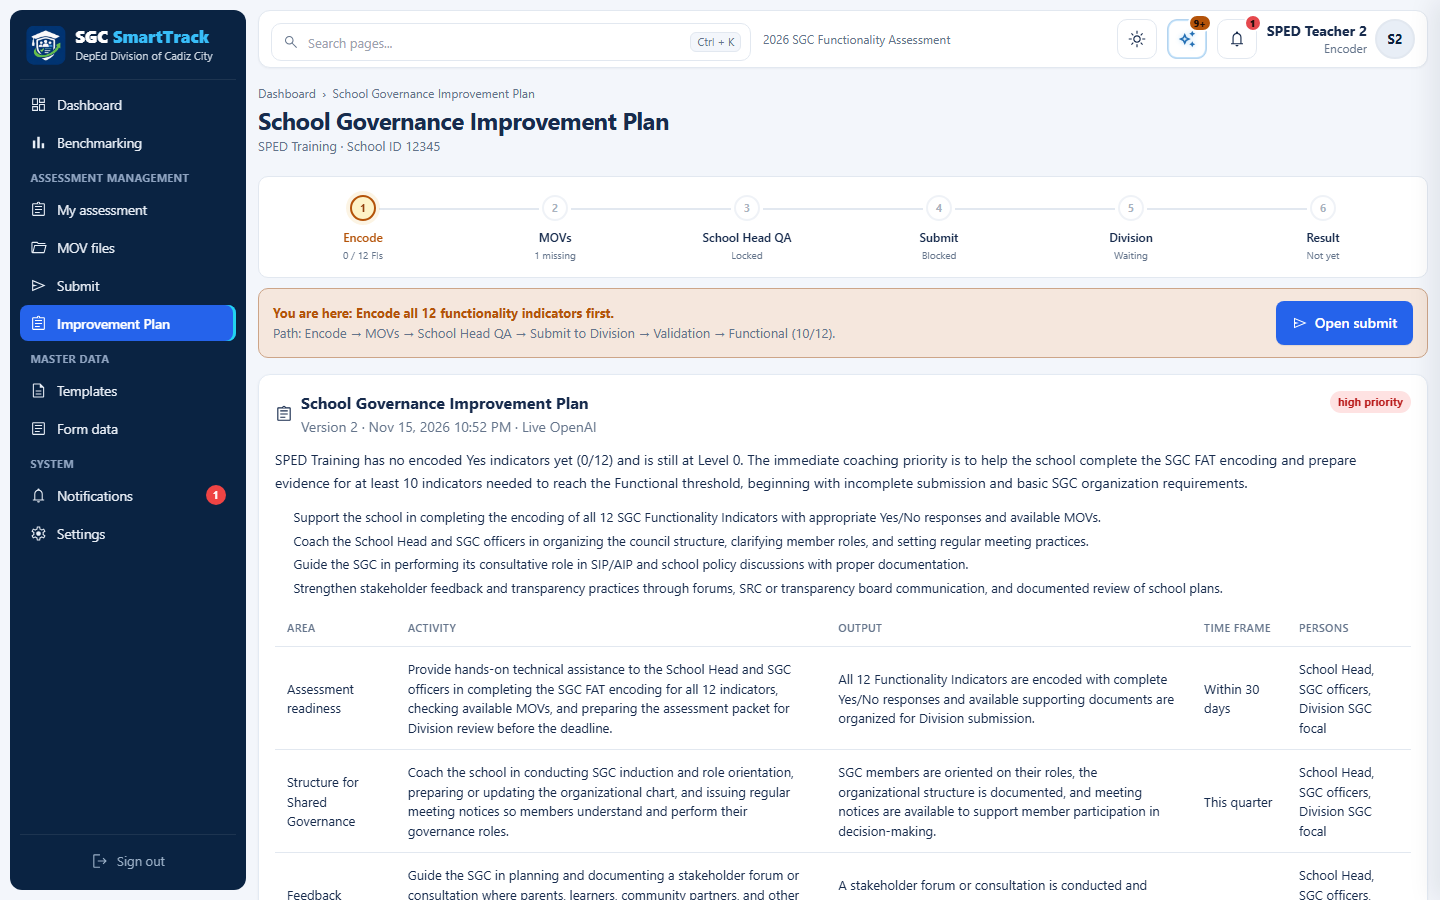 SGC SmartTrack
DepEd Division of Cadiz City
Dashboard
Benchmarking
ASSESSMENT MANAGEMENT
My assessment
MOV files
Submit
Improvement Plan
MASTER DATA
Templates
Form data
SYSTEM
Notifications
1
Settings
Sign out
Search pages...
Ctrl + K
2026 SGC Functionality Assessment
9+
1
SPED Teacher 2
Encoder
S2
Dashboard › School Governance Improvement Plan
School Governance Improvement Plan
SPED Training · School ID 12345
1
Encode
0 / 12 FIs
2
MOVs
1 missing
3
School Head QA
Locked
4
Submit
Blocked
5
Division
Waiting
6
Result
Not yet
You are here: Encode all 12 functionality indicators first.
Path: Encode → MOVs → School Head QA → Submit to Division → Validation → Functional (10/12).
Open submit
School Governance Improvement Plan
Version 2 · Nov 15, 2026 10:52 PM · Live OpenAI
high priority
SPED Training has no encoded Yes indicators yet (0/12) and is still at Level 0. The immediate coaching priority is to help the school complete the SGC FAT encoding and prepare
evidence for at least 10 indicators needed to reach the Functional threshold, beginning with incomplete submission and basic SGC organization requirements.
Support the school in completing the encoding of all 12 SGC Functionality Indicators with appropriate Yes/No responses and available MOVs.
Coach the School Head and SGC officers in organizing the council structure, clarifying member roles, and setting regular meeting practices.
Guide the SGC in performing its consultative role in SIP/AIP and school policy discussions with proper documentation.
Strengthen stakeholder feedback and transparency practices through forums, SRC or transparency board communication, and documented review of school plans.
AREA
ACTIVITY
OUTPUT
TIME FRAME
PERSONS
Assessment
readiness
Provide hands-on technical assistance to the School Head and SGC
officers in completing the SGC FAT encoding for all 12 indicators,
checking available MOVs, and preparing the assessment packet for
Division review before the deadline.
All 12 Functionality Indicators are encoded with complete
Yes/No responses and available supporting documents are
organized for Division submission.
Within 30
days
School Head,
SGC officers,
Division SGC
focal
Structure for
Shared
Governance
Coach the school in conducting SGC induction and role orientation,
preparing or updating the organizational chart, and issuing regular
meeting notices so members understand and perform their
governance roles.
SGC members are oriented on their roles, the
organizational structure is documented, and meeting
notices are available to support member participation in
decision-making.
This quarter
School Head,
SGC officers,
Division SGC
focal
Feedback
Guide the SGC in planning and documenting a stakeholder forum or
consultation where parents, learners, community partners, and other
A stakeholder forum or consultation is conducted and
School Head,
SGC officers,